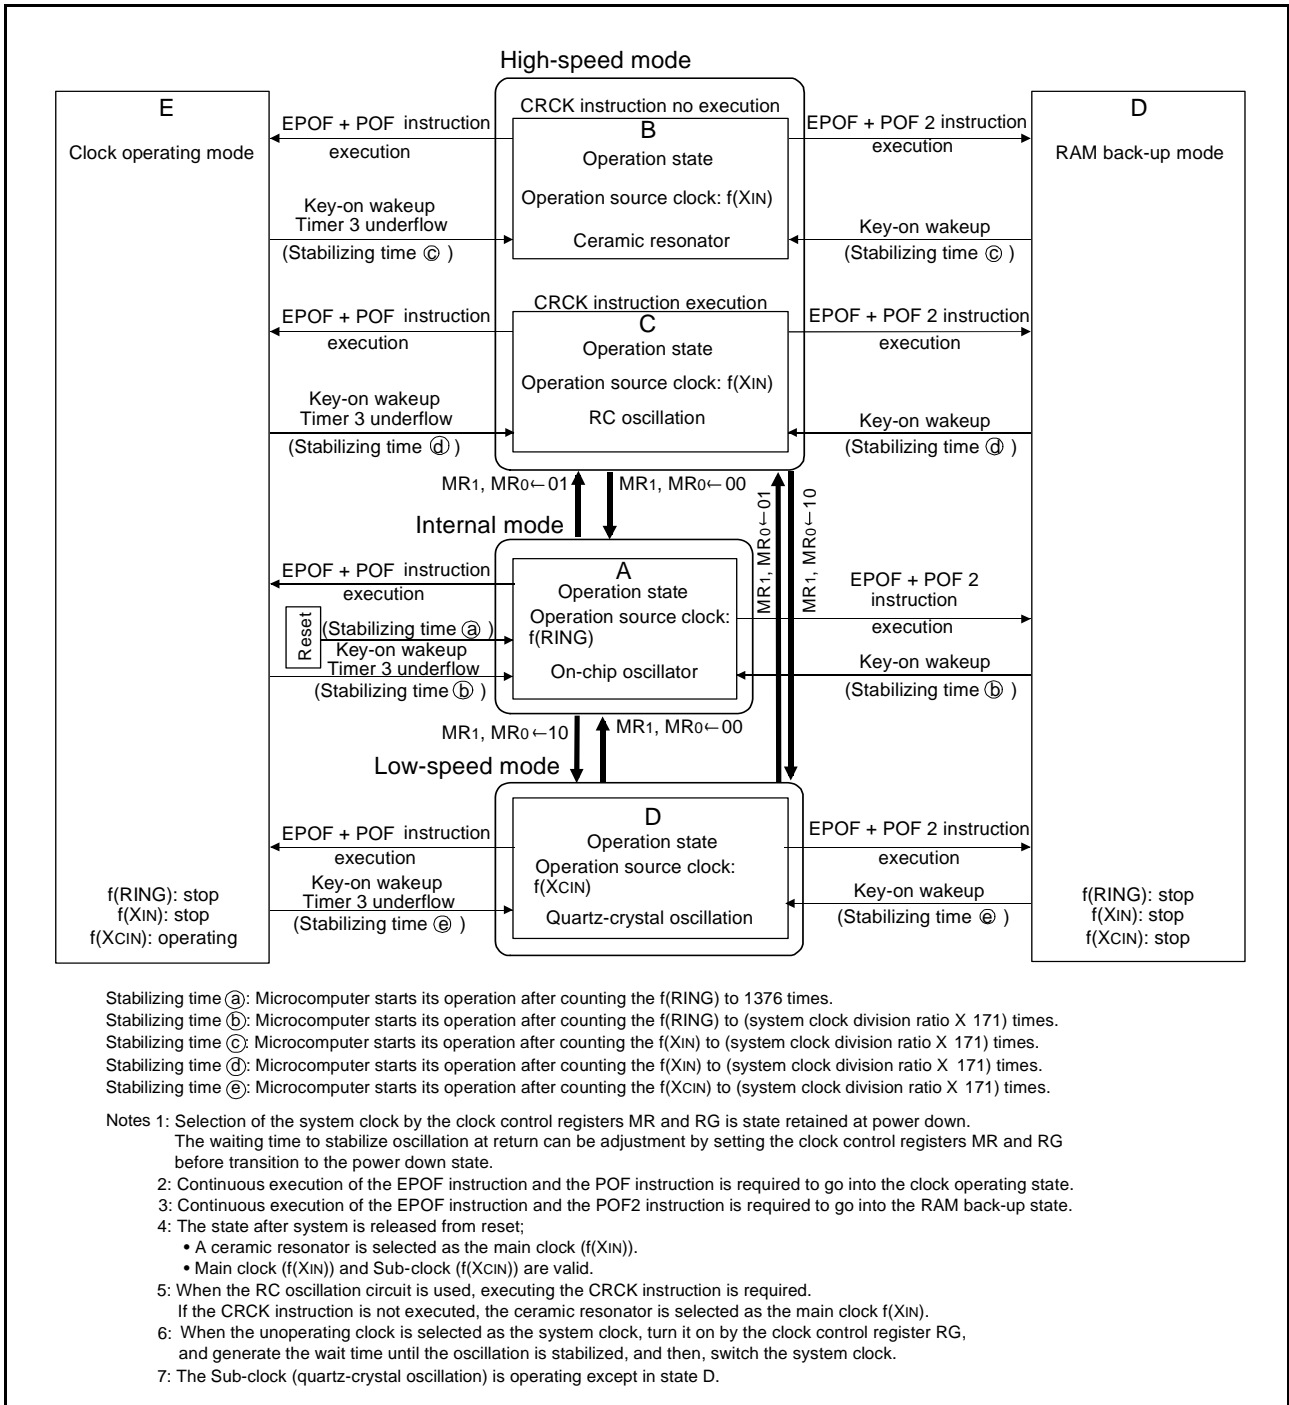 High-speed mode
E
Clock operating mode
f(RING): stop
f(XIN): stop
f(XCIN): operating
EPOF + POF instruction
execution
Key-on wakeup
Timer 3 underflow
(Stabilizing time ⓒ )
CRCK instruction no execution
B
Operation state
Operation source clock: f(XIN)
Ceramic resonator
EPOF + POF 2 instruction
execution
Key-on wakeup
(Stabilizing time ⓒ )
D
RAM back-up mode
f(RING): stop
f(XIN): stop
f(XCIN): stop
EPOF + POF instruction
execution
Key-on wakeup
Timer 3 underflow
(Stabilizing time ⓓ )
CRCK instruction execution
C
Operation state
Operation source clock: f(XIN)
RC oscillation
EPOF + POF 2 instruction
execution
Key-on wakeup
(Stabilizing time ⓓ )
MR1, MR0←01
MR1, MR0←00
MR1, MR0←01
MR1, MR0←10
Internal mode
EPOF + POF instruction
execution
Reset
(Stabilizing time ⓐ )
Key-on wakeup
Timer 3 underflow
(Stabilizing time ⓑ )
A
Operation state
Operation source clock:
f(RING)
On-chip oscillator
EPOF + POF 2
instruction
execution
Key-on wakeup
(Stabilizing time ⓑ )
MR1, MR0←10
MR1, MR0←00
Low-speed mode
EPOF + POF instruction
execution
Key-on wakeup
Timer 3 underflow
(Stabilizing time ⓔ )
D
Operation state
Operation source clock:
f(XCIN)
Quartz-crystal oscillation
EPOF + POF 2 instruction
execution
Key-on wakeup
(Stabilizing time ⓔ )
Stabilizing time ⓐ: Microcomputer starts its operation after counting the f(RING) to 1376 times.
Stabilizing time ⓑ: Microcomputer starts its operation after counting the f(RING) to (system clock division ratio X 171) times.
Stabilizing time ⓒ: Microcomputer starts its operation after counting the f(XIN) to (system clock division ratio X 171) times.
Stabilizing time ⓓ: Microcomputer starts its operation after counting the f(XIN) to (system clock division ratio X 171) times.
Stabilizing time ⓔ: Microcomputer starts its operation after counting the f(XCIN) to (system clock division ratio X 171) times.
Notes 1: Selection of the system clock by the clock control registers MR and RG is state retained at power down.
The waiting time to stabilize oscillation at return can be adjustment by setting the clock control registers MR and RG
before transition to the power down state.
2: Continuous execution of the EPOF instruction and the POF instruction is required to go into the clock operating state.
3: Continuous execution of the EPOF instruction and the POF2 instruction is required to go into the RAM back-up state.
4: The state after system is released from reset;
• A ceramic resonator is selected as the main clock (f(XIN)).
• Main clock (f(XIN)) and Sub-clock (f(XCIN)) are valid.
5: When the RC oscillation circuit is used, executing the CRCK instruction is required.
If the CRCK instruction is not executed, the ceramic resonator is selected as the main clock f(XIN).
6: When the unoperating clock is selected as the system clock, turn it on by the clock control register RG,
and generate the wait time until the oscillation is stabilized, and then, switch the system clock.
7: The Sub-clock (quartz-crystal oscillation) is operating except in state D.